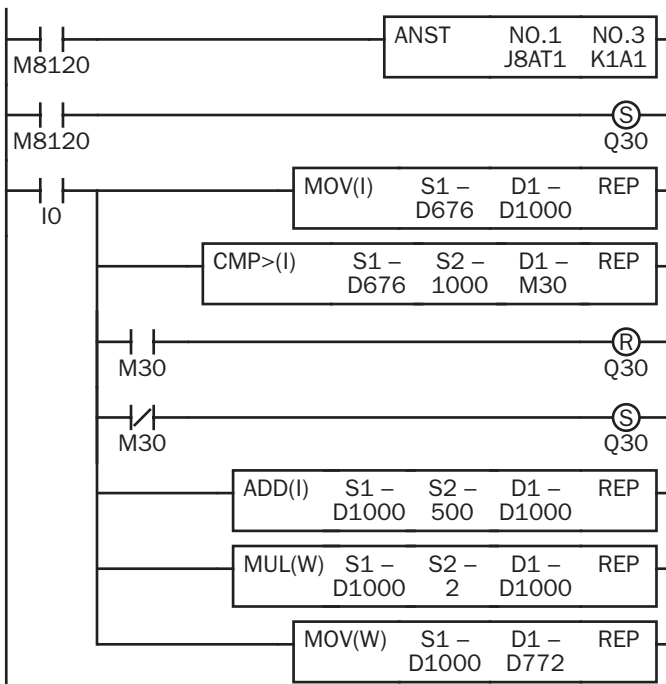 ANST NO.1 NO.3
J8AT1 K1A1
M8120
M8120
S
Q30
I0
MOV(I) S1 – D1 – REP
D676 D1000
CMP>(I) S1 – S2 – D1 – REP
D676 1000 M30
M30
R
Q30
M30
S
Q30
ADD(I) S1 – S2 – D1 – REP
D1000 500 D1000
MUL(W) S1 – S2 – D1 – REP
D1000 2 D1000
MOV(W) S1 – D1 – REP
D1000 D772